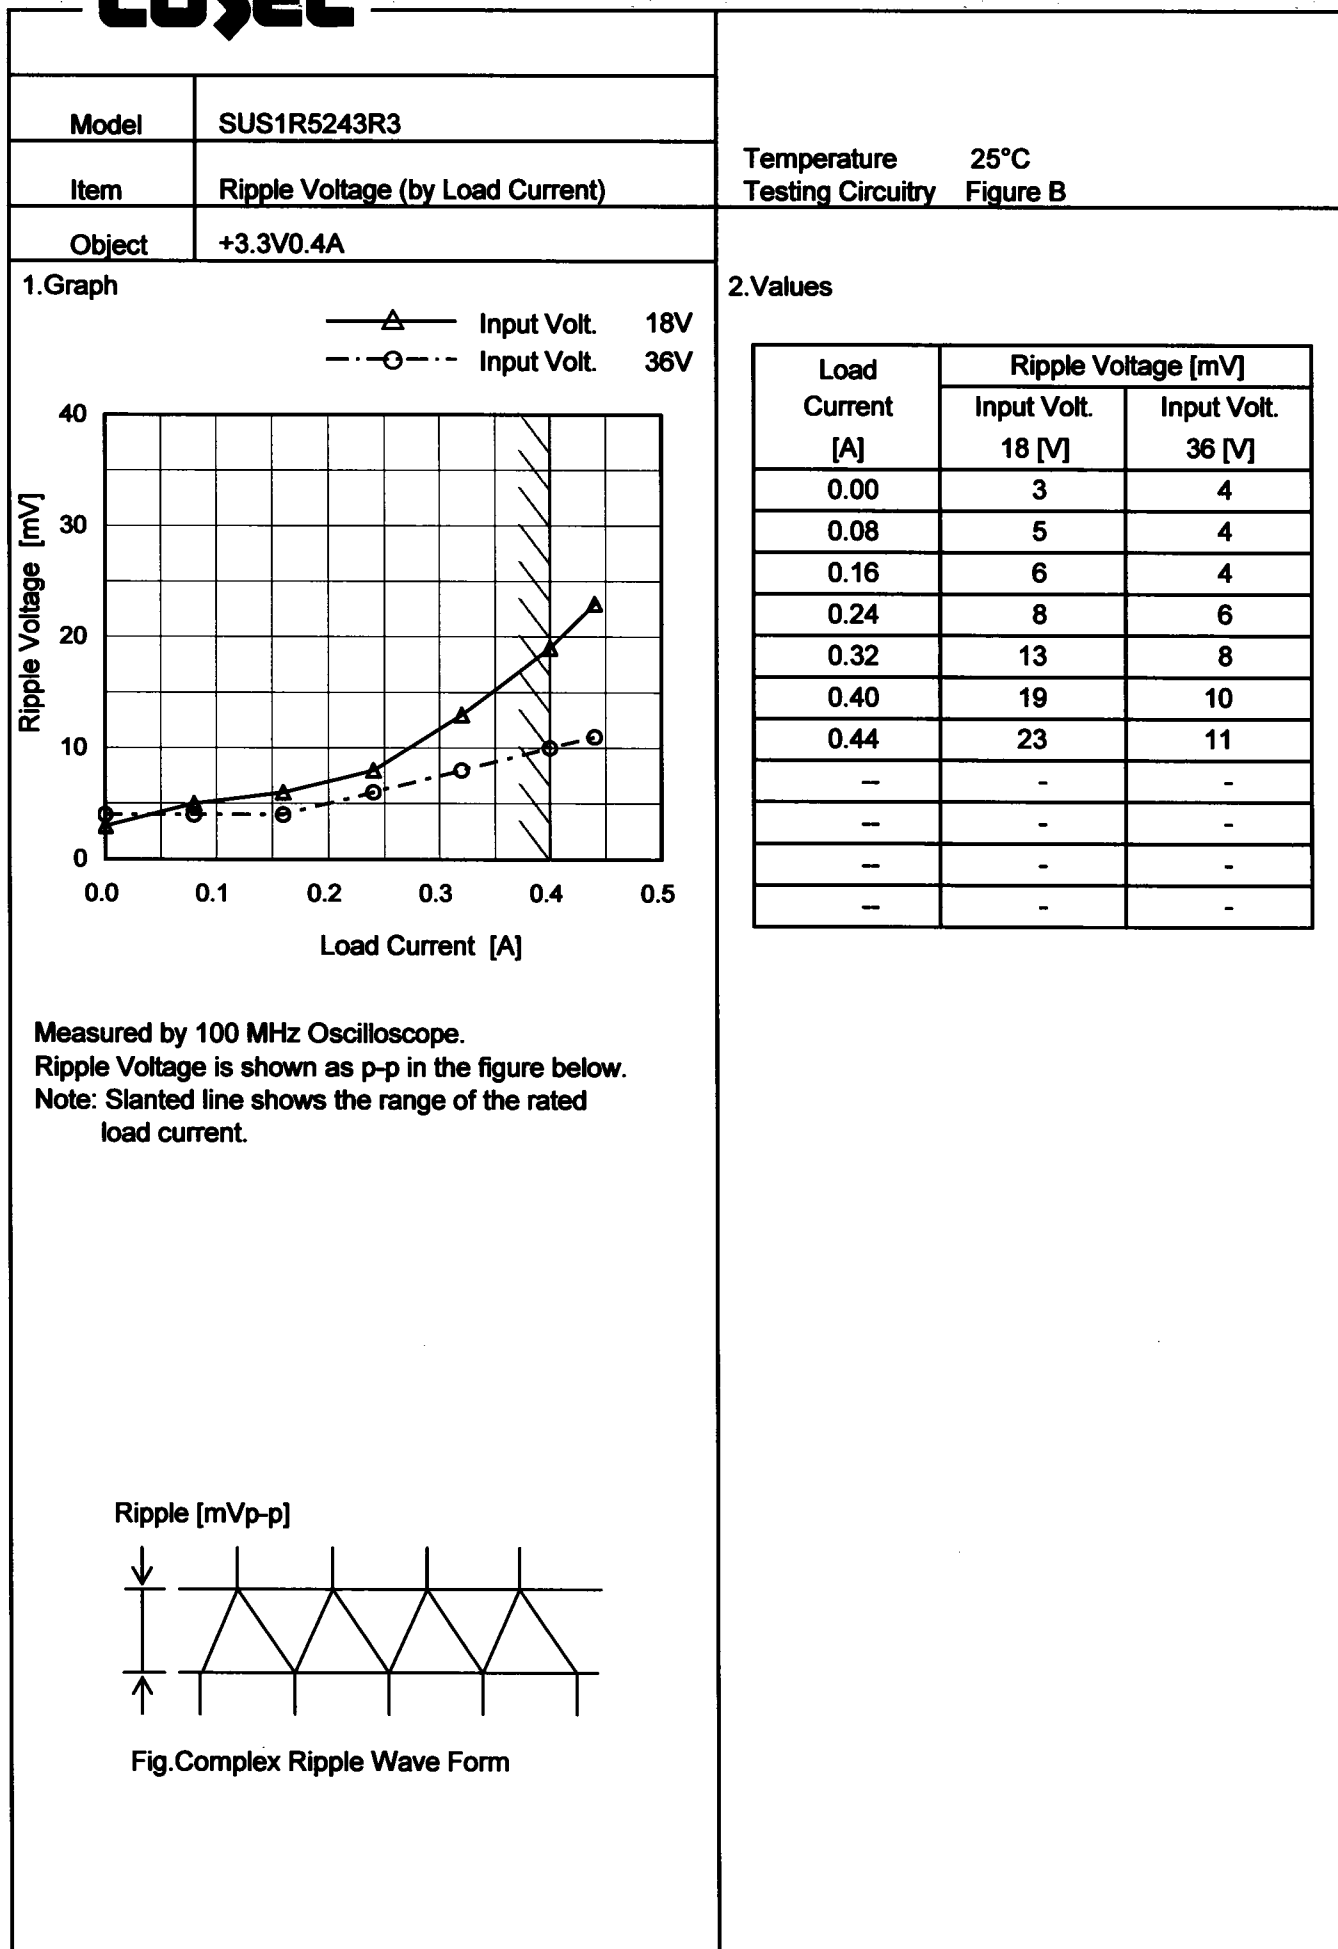 Model SUS1R5243R3
Item Ripple Voltage (by Load Current)
Object +3.3V0.4A
Temperature 25°C
Testing Circuitry Figure B
1.Graph
Input Volt. 18V
Input Volt. 36V
40
30
20
10
0
0.0 0.1 0.2 0.3 0.4 0.5
Ripple Voltage [mV]
Load Current [A]
Measured by 100 MHz Oscilloscope.
Ripple Voltage is shown as p-p in the figure below.
Note: Slanted line shows the range of the rated
load current.
Ripple [mVp-p]
Fig.Complex Ripple Wave Form
2.Values
Load Current [A] Ripple Voltage [mV]
Input Volt. 18 [V] Input Volt. 36 [V]
0.00 3 4
0.08 5 4
0.16 6 4
0.24 8 6
0.32 13 8
0.40 19 10
0.44 23 11
-- - -
-- - -
-- - -
-- - -